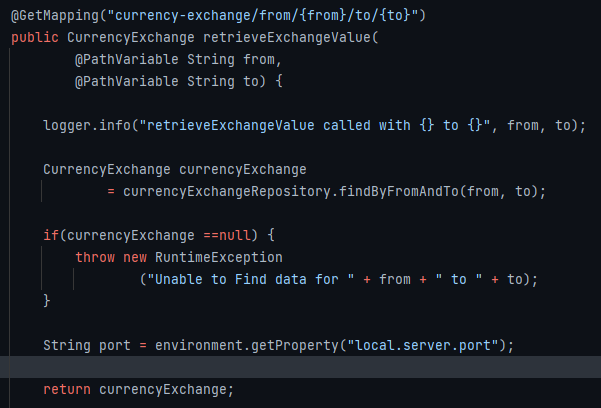 @GetMapping("currency-exchange/from/{from}/to/{to}")
public CurrencyExchange retrieveExchangeValue(
@PathVariable String from,
@PathVariable String to) {
logger.info("retrieveExchangeValue called with {} to {}", from, to);
CurrencyExchange currencyExchange
= currencyExchangeRepository.findByFromAndTo(from, to);
if(currencyExchange ==null) {
throw new RuntimeException
("Unable to Find data for " + from + " to " + to);
}
String port = environment.getProperty("local.server.port");
return currencyExchange;